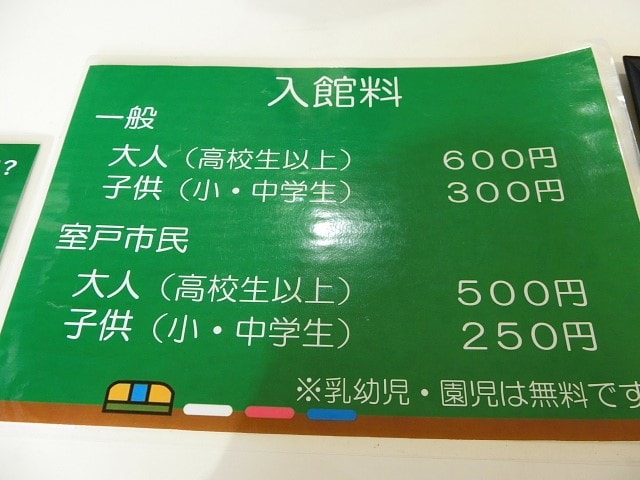 入館料
一般
大人（高校生以上） 600円
子供（小・中学生） 300円
室戸市民
大人（高校生以上） 500円
子供（小・中学生） 250円
※乳幼児・園児は無料です
?